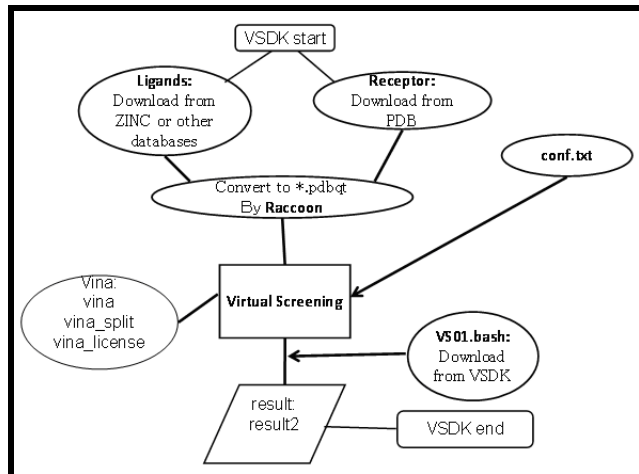 VSDK start
Ligands:
Download from
ZINC or other
databases
Receptor:
Download from
PDB
conf.txt
Convert to *.pdbqt
By Raccoon
Vina:
vina
vina_split
vina_license
Virtual Screening
VS01.bash:
Download
from VSDK
result:
result2
VSDK end